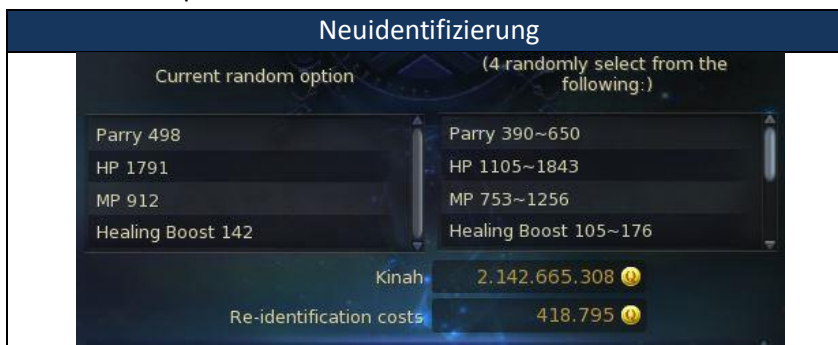 Neuidentifizierung
Current random option
(4 randomly select from the
following:)
Parry 498
HP 1791
MP 912
Healing Boost 142
Parry 390~650
HP 1105~1843
MP 753~1256
Healing Boost 105~176
Kinah 2.142.665.308
Re-identification costs 418.795